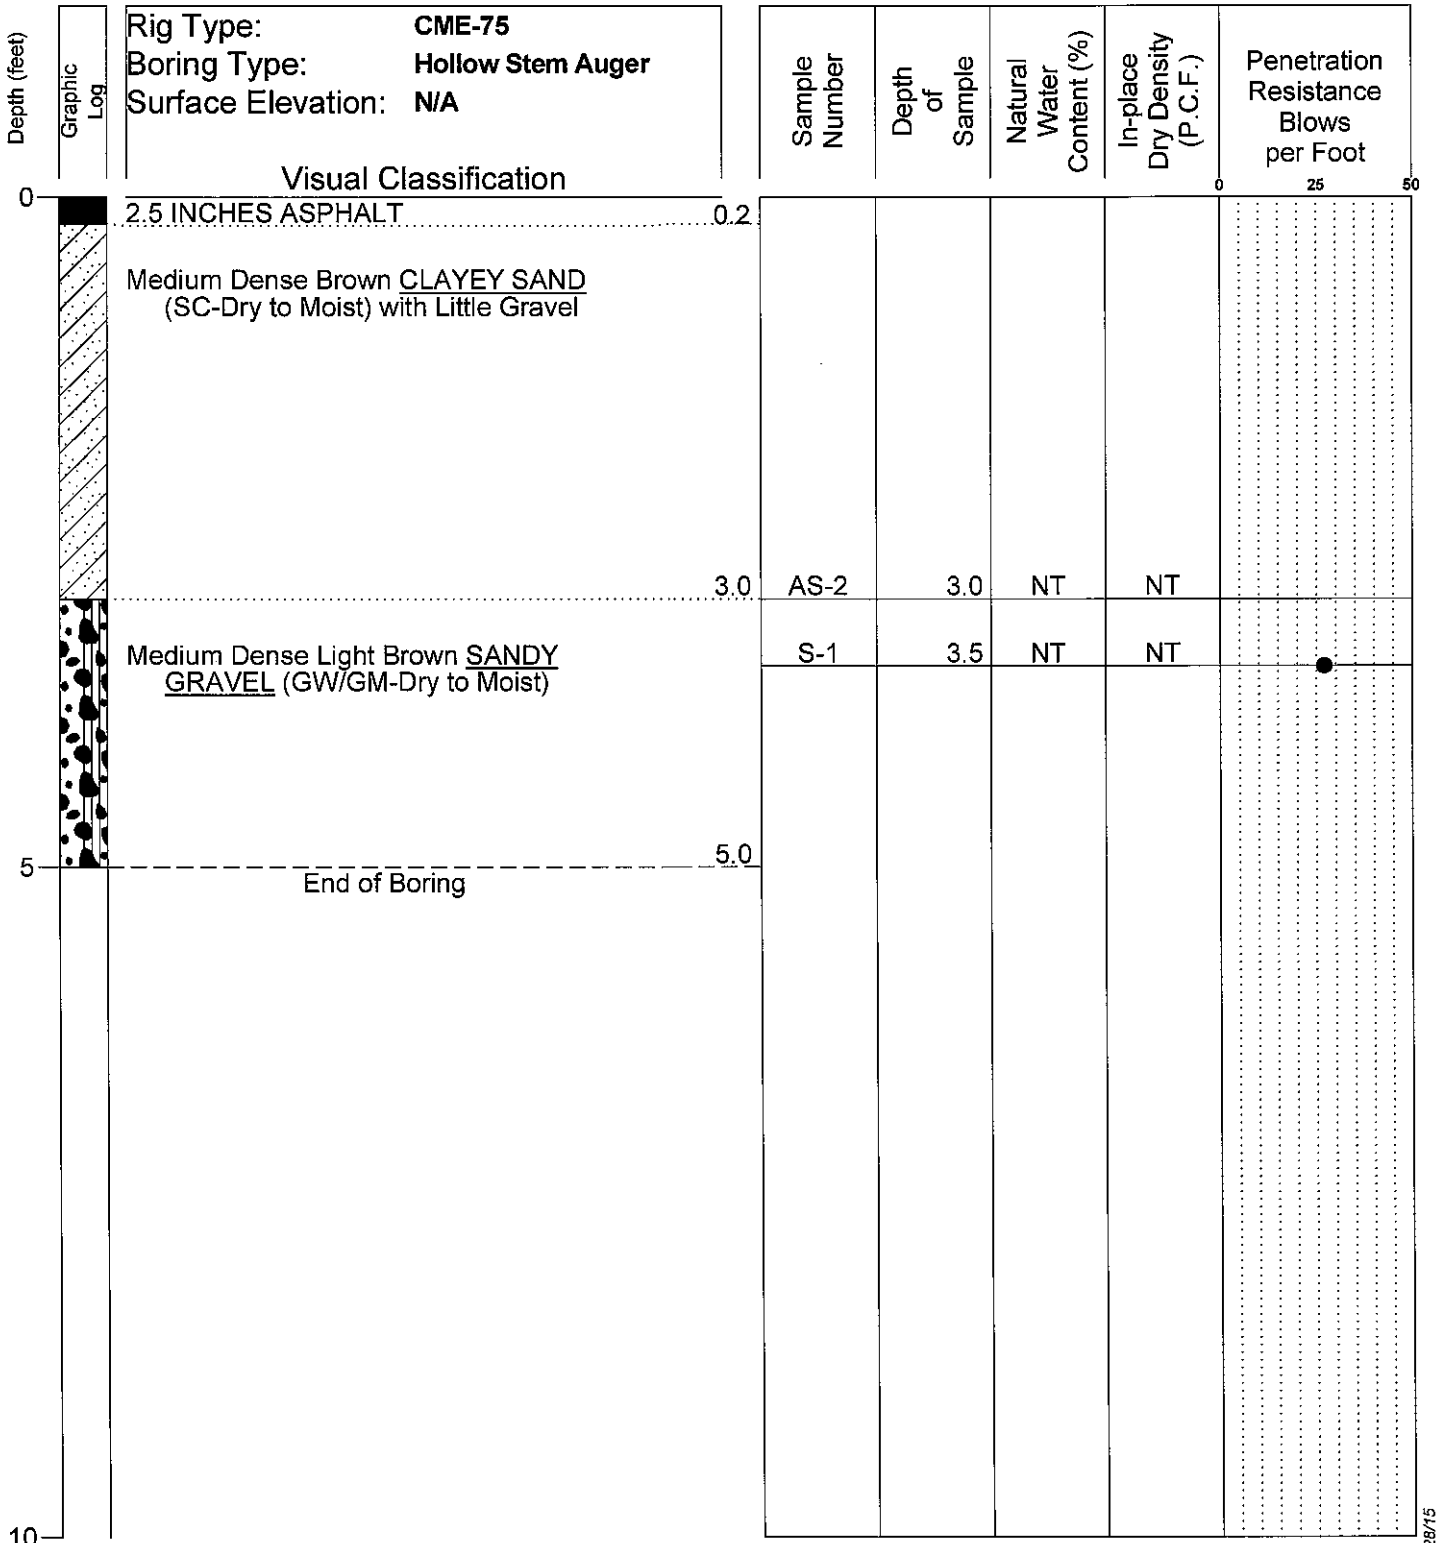 Depth (feet)
Graphic
Log
Rig Type: CME-75
Boring Type: Hollow Stem Auger
Surface Elevation: N/A
Visual Classification
Sample
Number
Depth
of
Sample
Natural
Water
Content (%)
In-place
Dry Density
(P.C.F.)
Penetration
Resistance
Blows
per Foot
0 25 50
0
2.5 INCHES ASPHALT 0.2
Medium Dense Brown CLAYEY SAND
(SC-Dry to Moist) with Little Gravel
3.0 AS-2 3.0 NT NT
S-1 3.5 NT NT
Medium Dense Light Brown SANDY
GRAVEL (GW/GM-Dry to Moist)
5 5.0
End of Boring
10
28/15